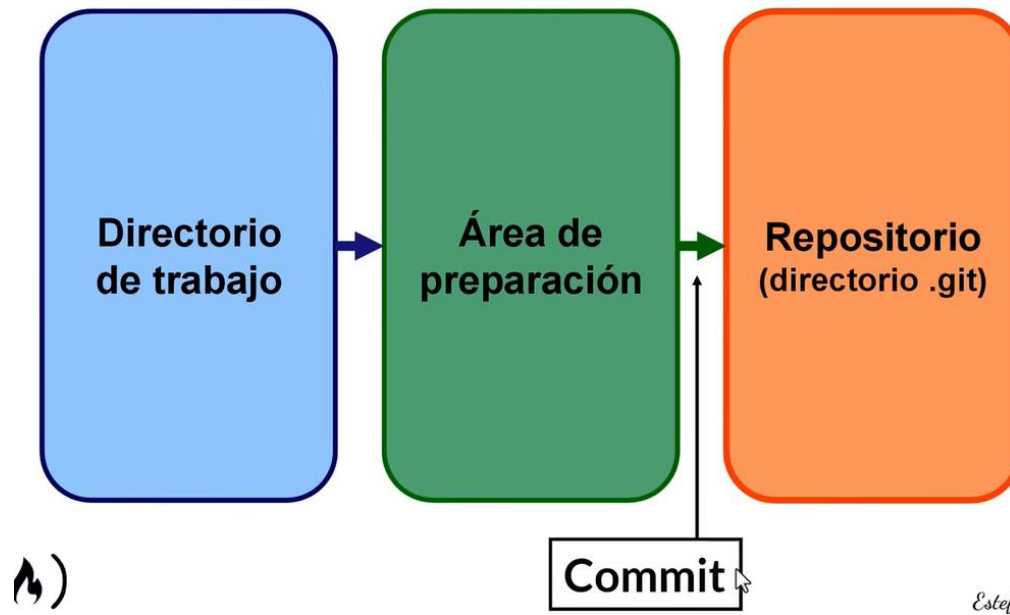 Directorio
de trabajo
Área de
preparación
Repositorio
(directorio .git)
Commit